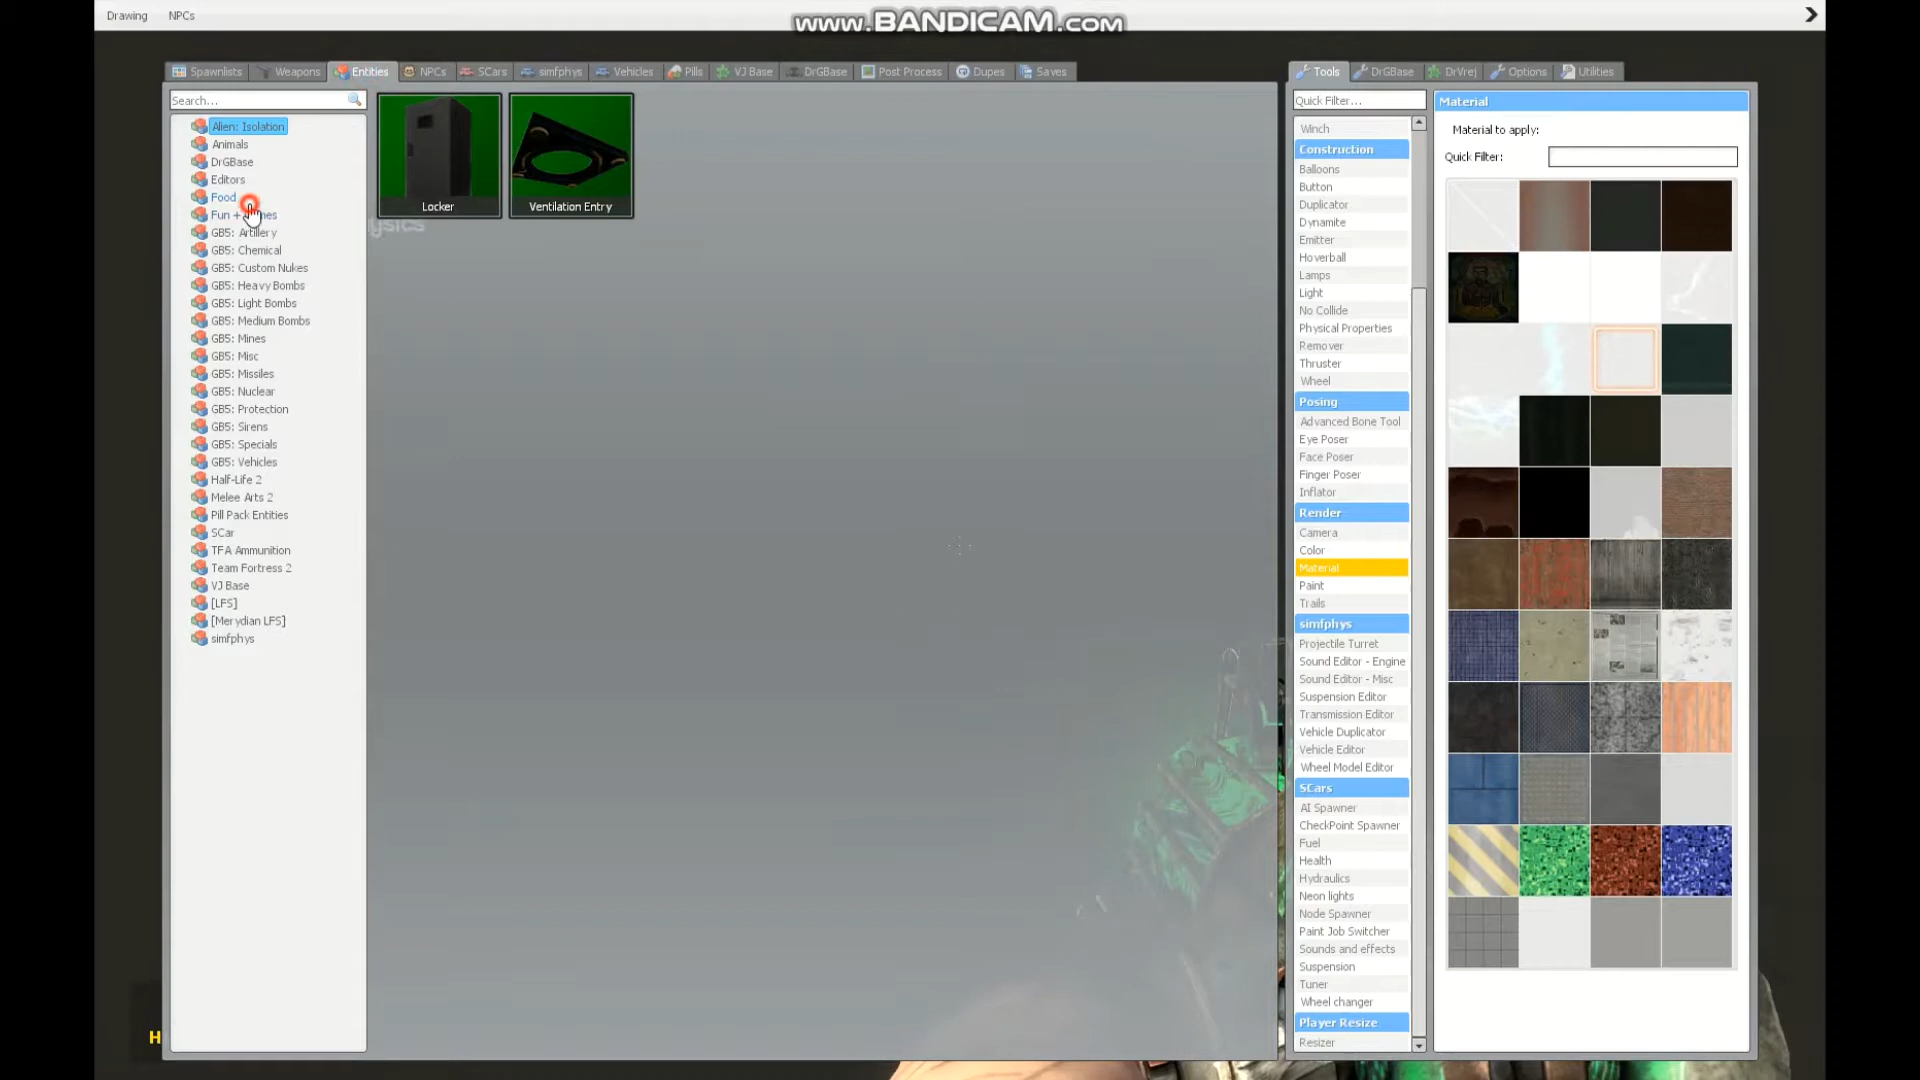 Drawing NPCs
www.BANDICAM.com
Spawnlists Weapons Entities NPCs SCars simfphys Vehicles Pills VJ Base DrGBase Post Process Dupes Saves
Search...
Alien: Isolation
Animals
DrGBase
Editors
Food
Fun +
GB5: Artillery
GB5: Chemical
GB5: Custom Nukes
GB5: Heavy Bombs
GB5: Light Bombs
GB5: Medium Bombs
GB5: Mines
GB5: Misc
GB5: Missiles
GB5: Nuclear
GB5: Protection
GB5: Sirens
GB5: Specials
GB5: Vehicles
Half-Life 2
Melee Arts 2
Pill Pack Entities
SCar
TFA Ammunition
Team Fortress 2
VJ Base
[LFS]
[Merydian LFS]
simfphys
Locker
Ventilation Entry
Tools DrGBase DrVrej Options Utilities
Quick Filter...
Winch
Construction
Balloons
Button
Duplicator
Dynamite
Emitter
Hoverball
Lamps
Light
No Collide
Physical Properties
Remover
Thruster
Wheel
Posing
Advanced Bone Tool
Eye Poser
Face Poser
Finger Poser
Inflator
Render
Camera
Color
Material
Paint
Trails
simfphys
Projectile Turret
Sound Editor - Engine
Sound Editor - Misc
Suspension Editor
Transmission Editor
Vehicle Duplicator
Vehicle Editor
Wheel Model Editor
SCars
AI Spawner
CheckPoint Spawner
Fuel
Health
Hydraulics
Neon lights
Node Spawner
Paint Job Switcher
Sounds and effects
Suspension
Tuner
Wheel changer
Player Resize
Resizer
Material
Material to apply:
Quick Filter:
H